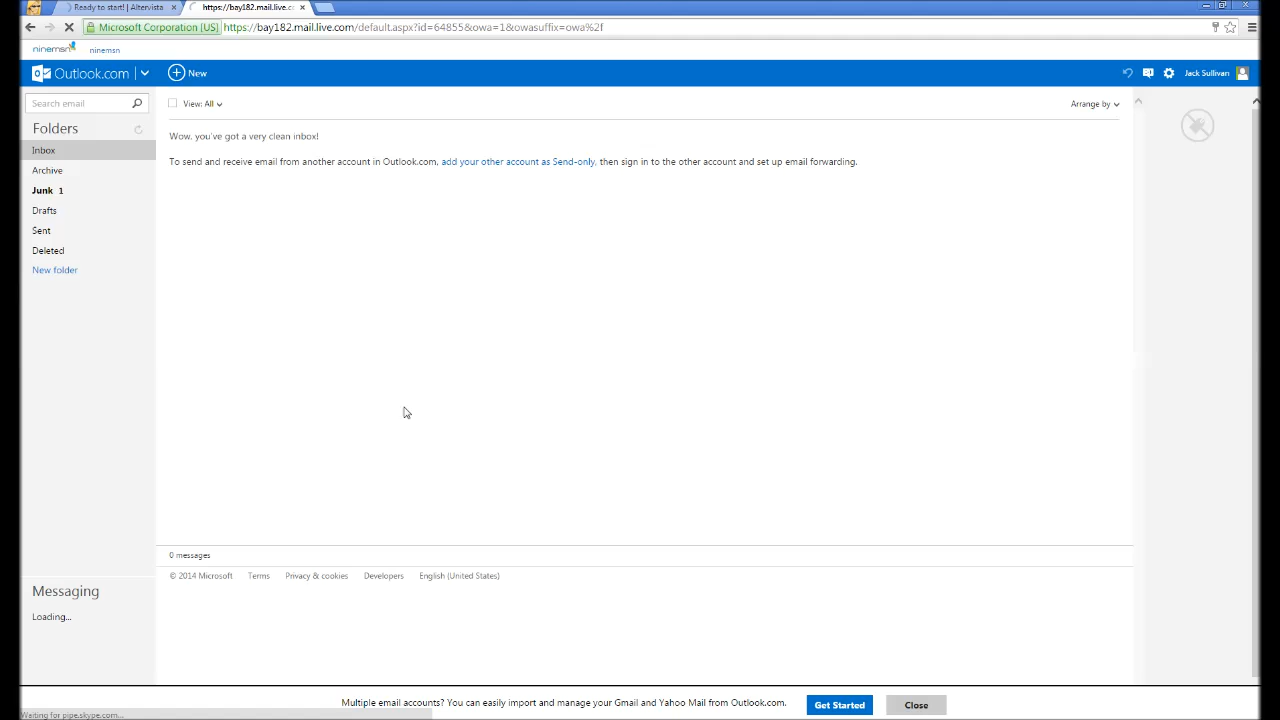 Ready to start! | Altervista
https://bay182.mail.live.c
Microsoft Corporation [US]
https://bay182.mail.live.com/default.aspx?id=64855&owa=1&owasuffix=owa%2f
ninemsn
ninemsn
Outlook.com
New
Jack Sullivan
Search email
View: All
Arrange by
Folders
Wow, you've got a very clean inbox!
Inbox
To send and receive email from another account in Outlook.com, add your other account as Send-only, then sign in to the other account and set up email forwarding.
Archive
Junk 1
Drafts
Sent
Deleted
New folder
0 messages
© 2014 Microsoft Terms Privacy & cookies Developers English (United States)
Messaging
Loading...
Multiple email accounts? You can easily import and manage your Gmail and Yahoo Mail from Outlook.com.
Get Started
Close
Waiting for pipe.skype.com...